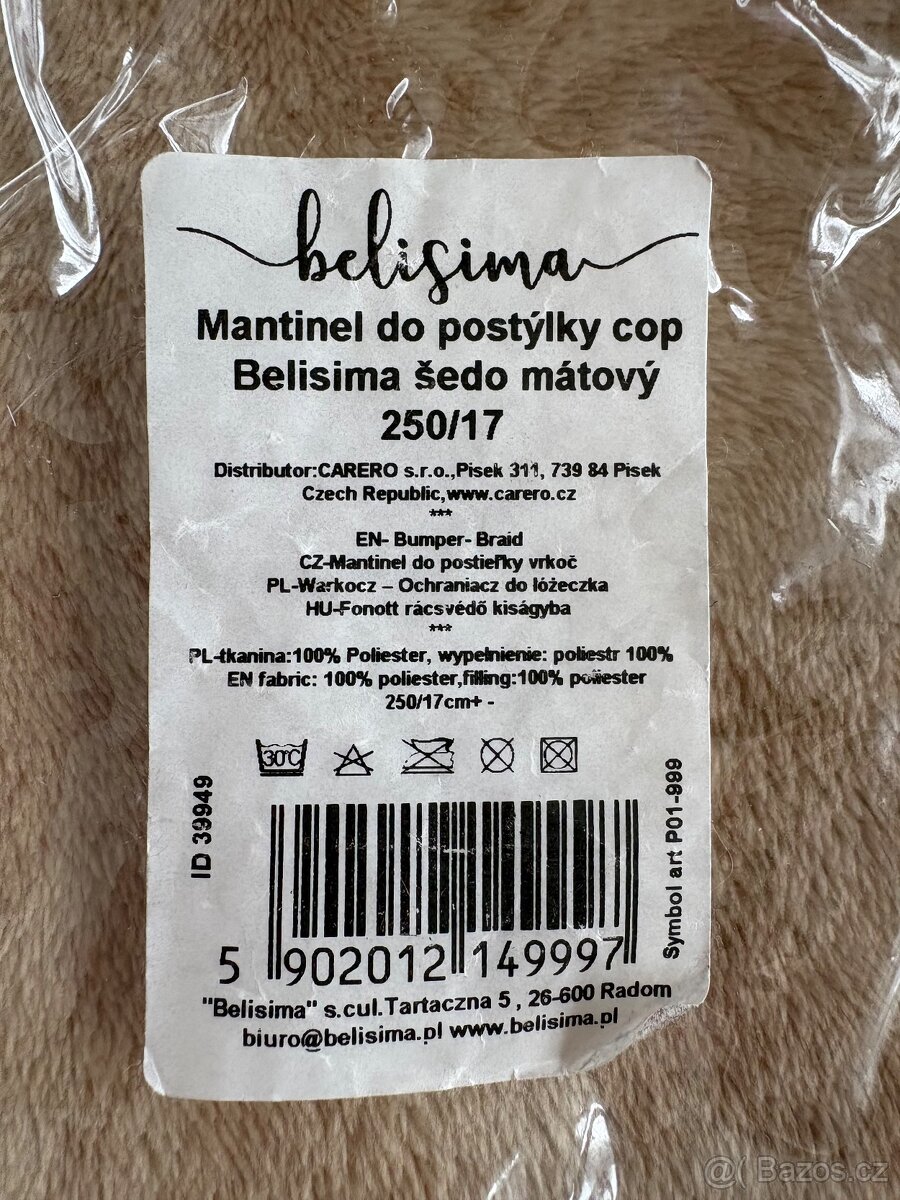 belisima
Mantinel do postýlky cop
Belisima šedo mátový
250/17
Distributor:CARERO s.r.o.,Pisek 311, 739 84 Pisek
Czech Republic,www.carero.cz
***
EN- Bumper- Braid
CZ-Mantinel do postieľky vrkoč
PL-Warkocz – Ochraniacz do łóżeczka
HU-Fonott rácsvédő kiságyba
***
PL-tkanina:100% Poliester, wypełnienie: poliestr 100%
EN fabric: 100% poliester,filling:100% poliester
250/17cm+ -
30°C
ID 39949
Symbol art P01-999
5 902012 149997
"Belisima" s.cul.Tartaczna 5 , 26-600 Radom
biuro@belisima.pl www.belisima.pl
@( Bazos.cz